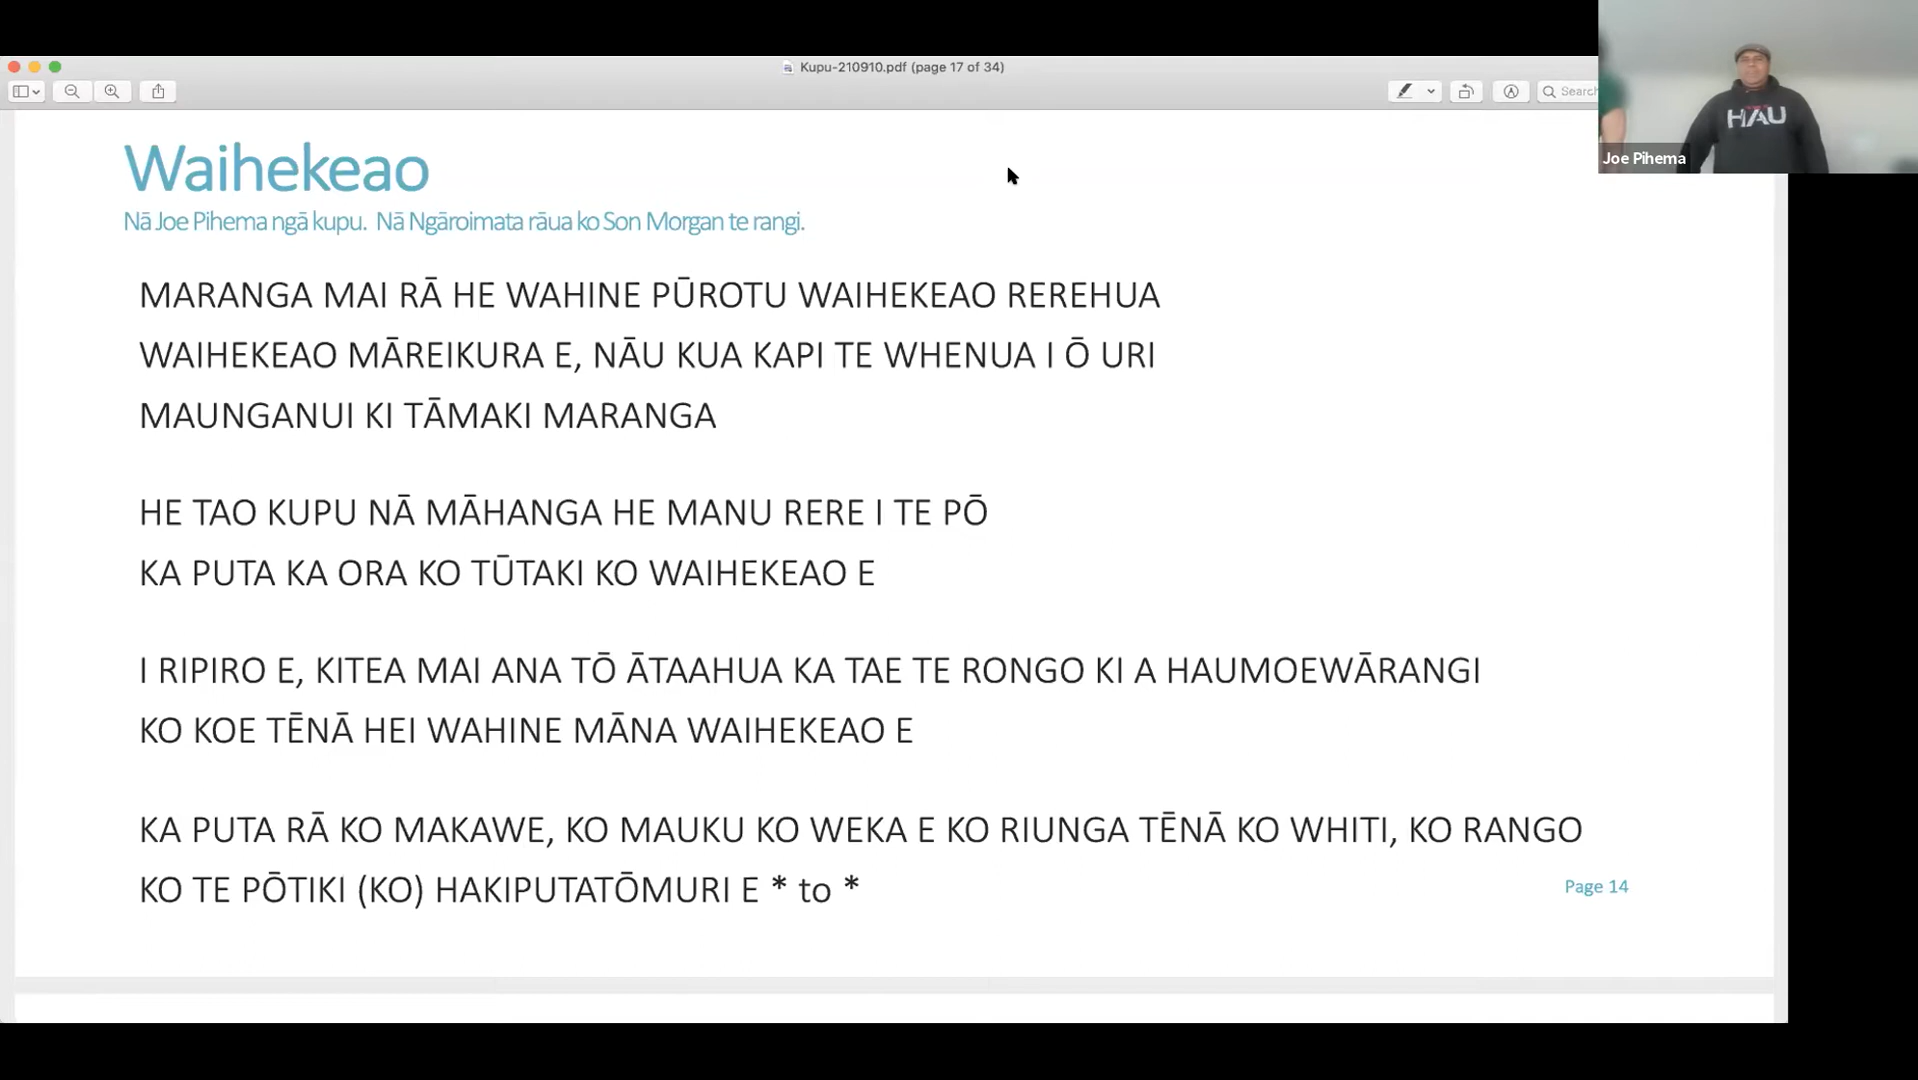 Kupu-210910.pdf (page 17 of 34)
Search
HAU
Joe Pihema
Waihekeao
Nā Joe Pihema ngā kupu. Nā Ngāroimata rāua ko Son Morgan te rangi.
MARANGA MAI RĀ HE WAHINE PŪROTU WAIHEKEAO REREHUA
WAIHEKEAO MĀREIKURA E, NĀU KUA KAPI TE WHENUA I Ō URI
MAUNGANUI KI TĀMAKI MARANGA
HE TAO KUPU NĀ MĀHANGA HE MANU RERE I TE PŌ
KA PUTA KA ORA KO TŪTAKI KO WAIHEKEAO E
I RIPIRO E, KITEA MAI ANA TŌ ĀTAAHUA KA TAE TE RONGO KI A HAUMOEWĀRANGI
KO KOE TĒNĀ HEI WAHINE MĀNA WAIHEKEAO E
KA PUTA RĀ KO MAKAWE, KO MAUKU KO WEKA E KO RIUNGA TĒNĀ KO WHITI, KO RANGO
KO TE PŌTIKI (KO) HAKIPUTATŌMURI E * to *
Page 14